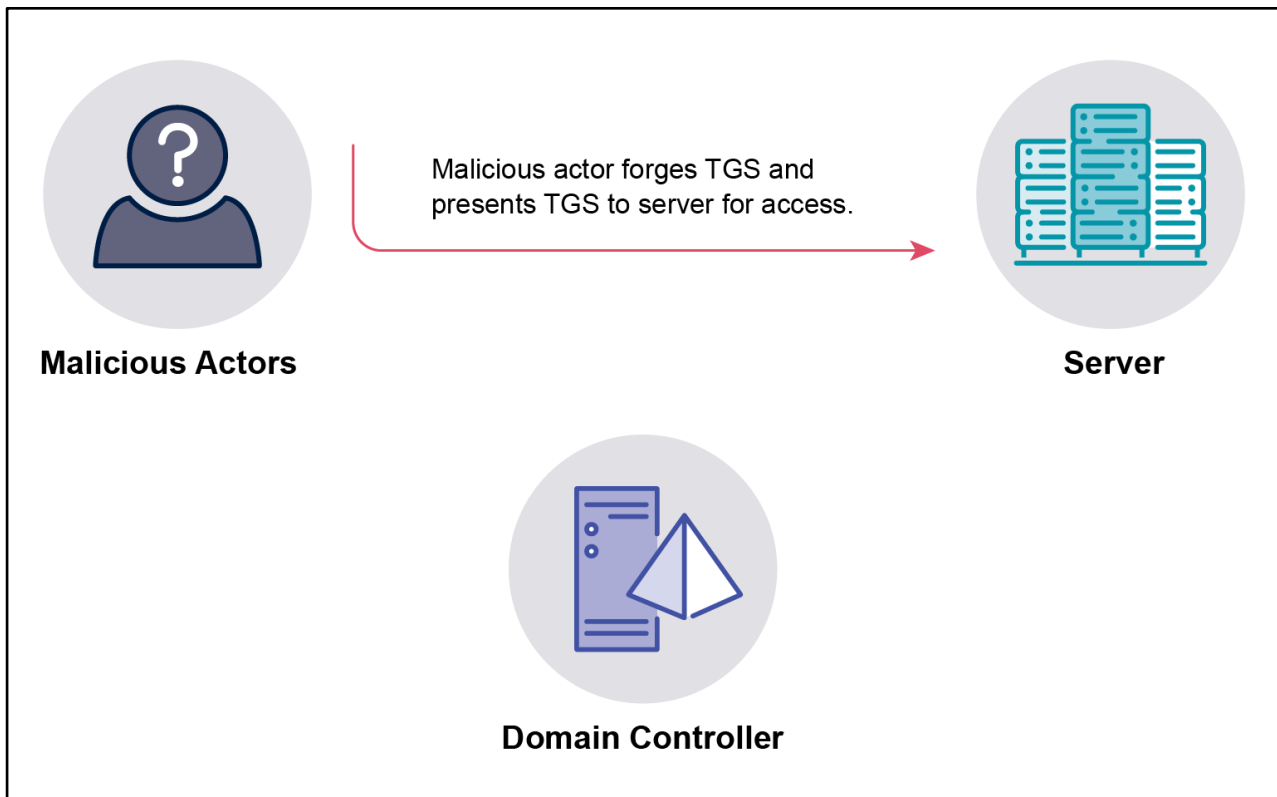 Malicious actor forges TGS and
presents TGS to server for access.
Malicious Actors
Server
Domain Controller